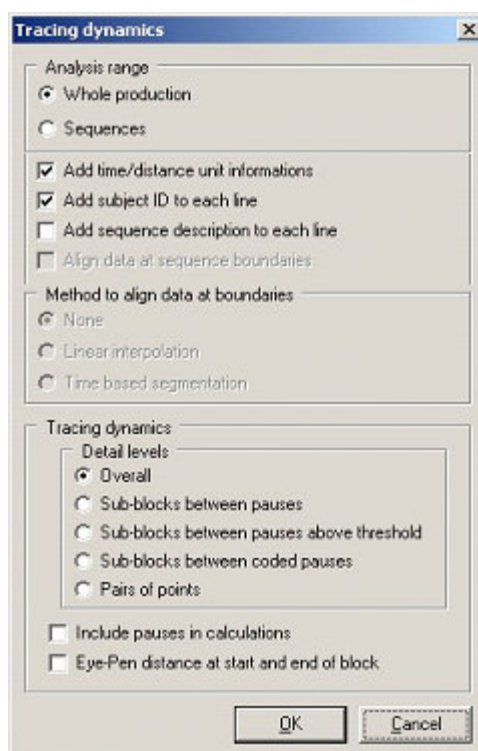 Tracing dynamics
Analysis range
Whole production
Sequences
Add time/distance unit informations
Add subject ID to each line
Add sequence description to each line
Align data at sequence boundaries
Method to align data at boundaries
None
Linear interpolation
Time based segmentation
Tracing dynamics
Detail levels
Overall
Sub-blocks between pauses
Sub-blocks between pauses above threshold
Sub-blocks between coded pauses
Pairs of points
Include pauses in calculations
Eye-Pen distance at start and end of block
OK Cancel